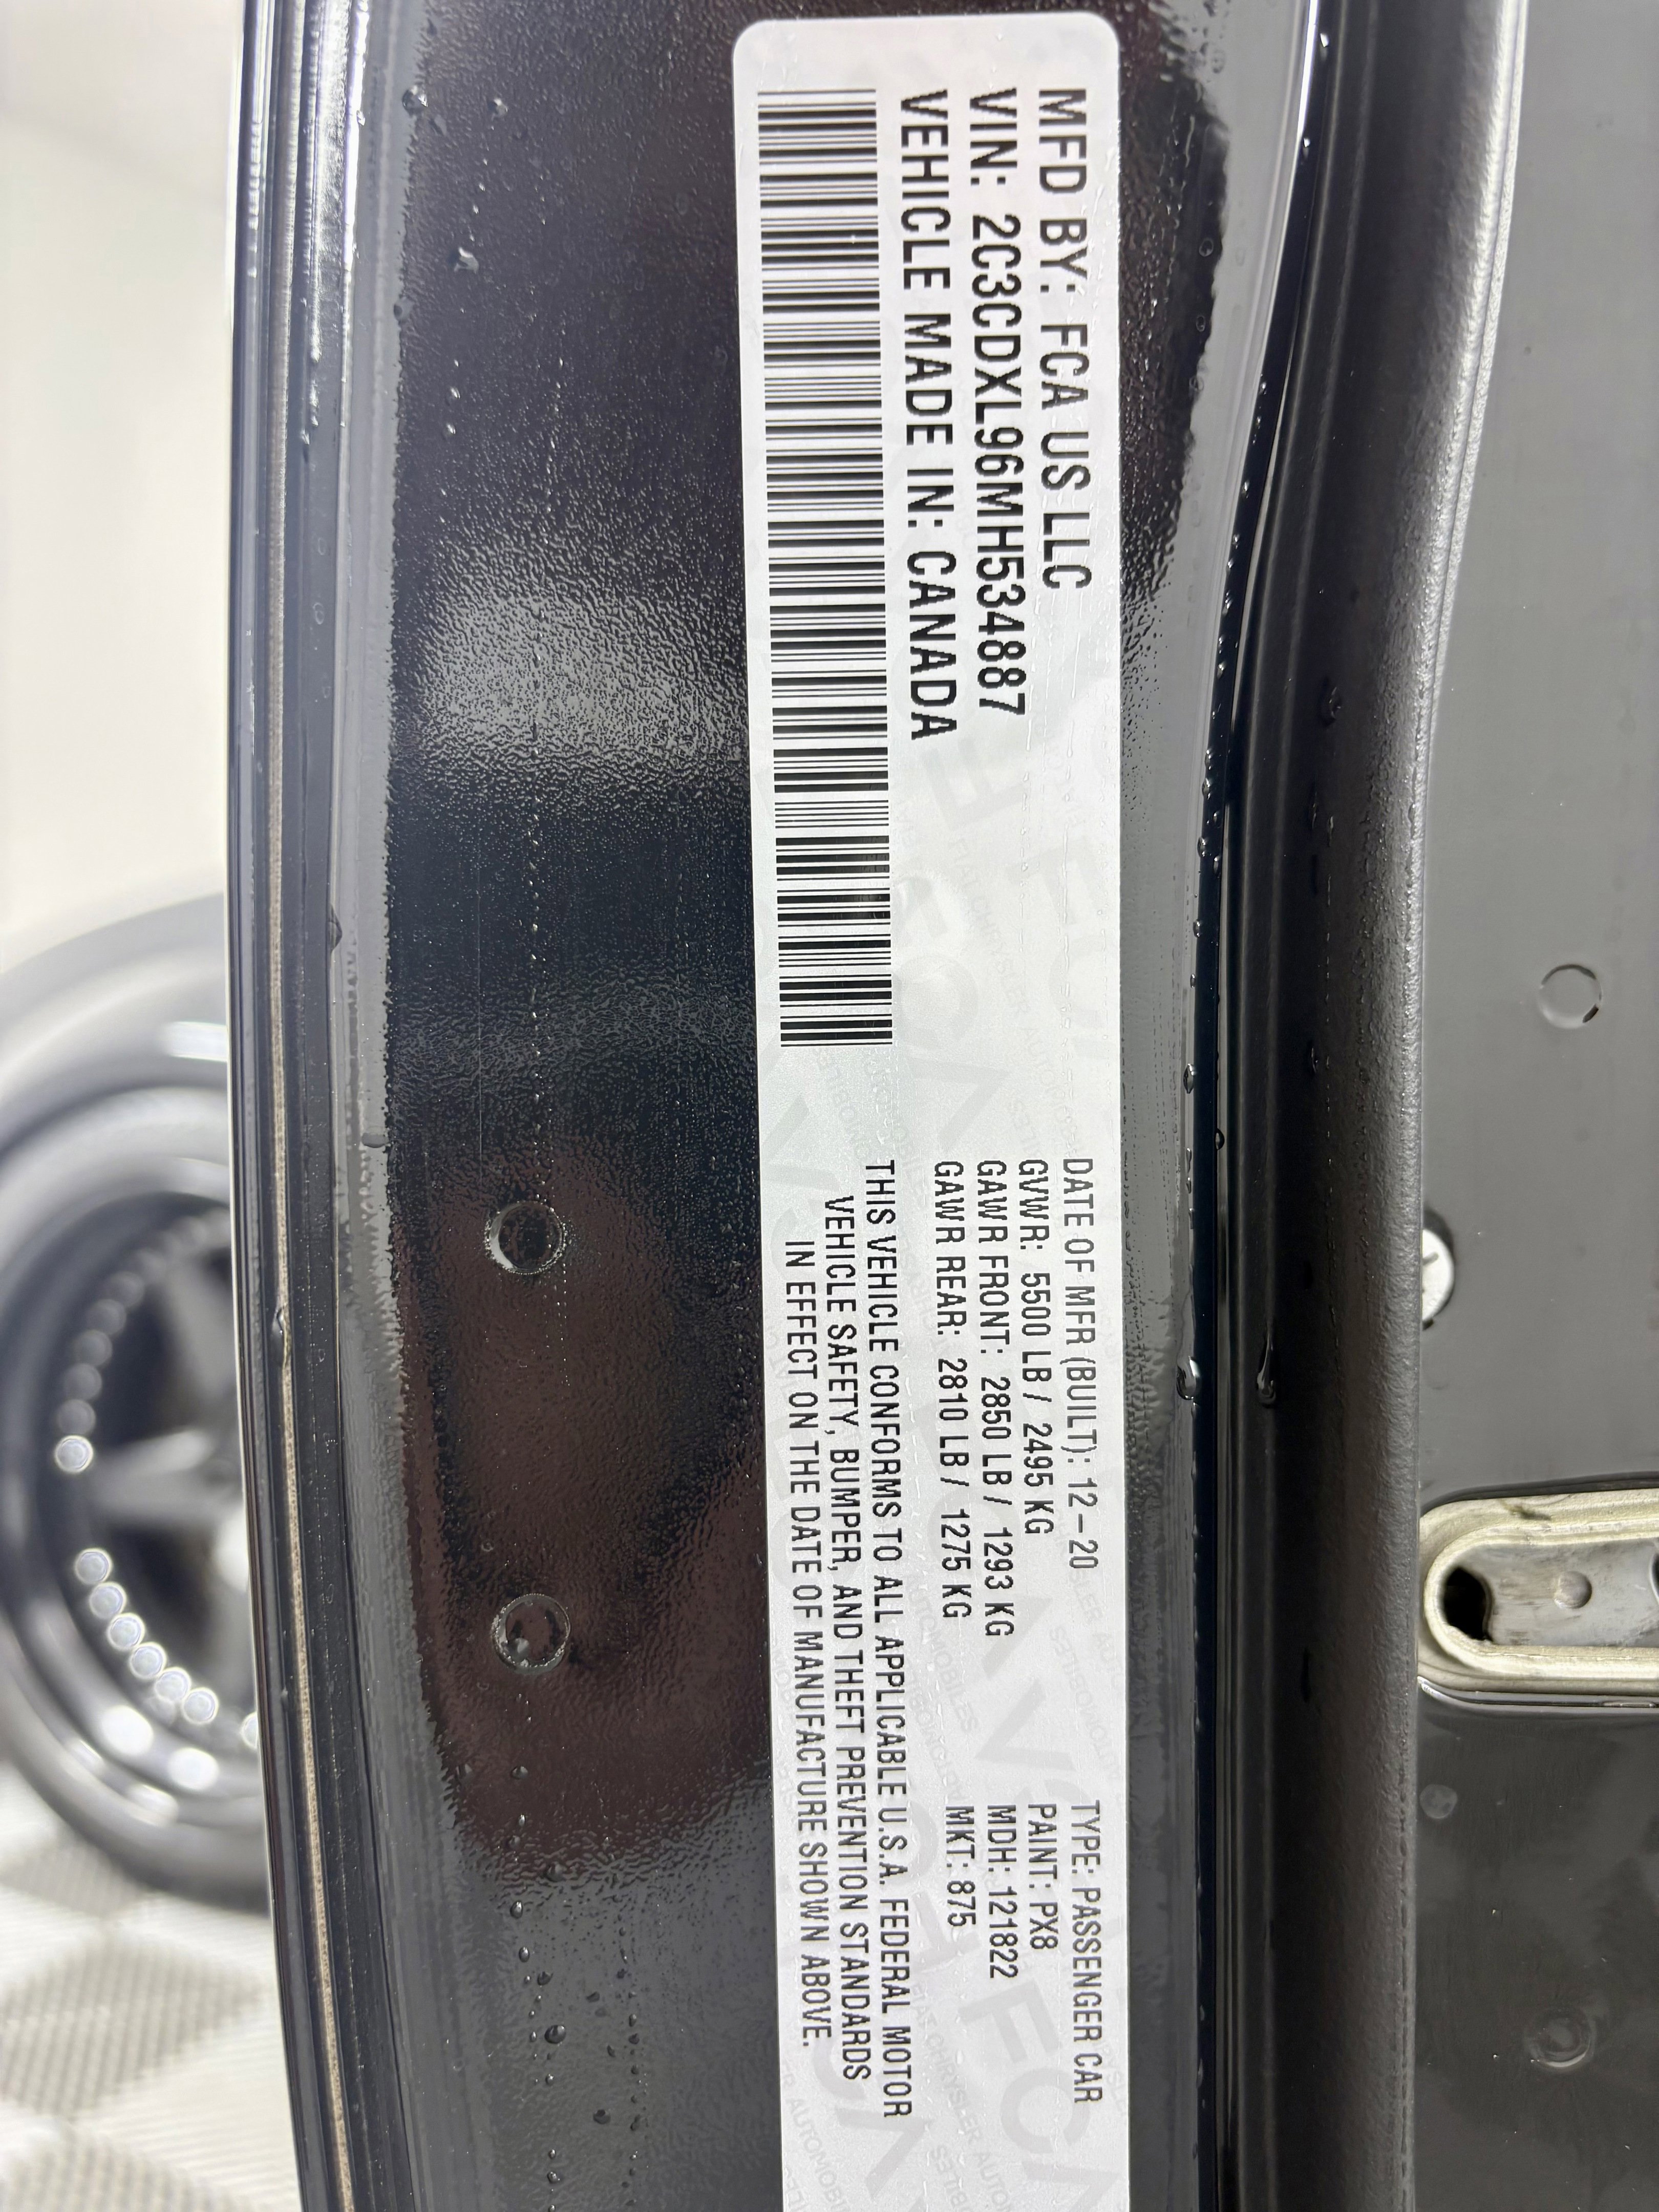 MFD BY: FCA US LLC
VIN: 2C3CDXL96MH534887
VEHICLE MADE IN: CANADA
DATE OF MFR (BUILT): 12-20
GVWR: 5500 LB / 2495 KG
GAWR FRONT: 2850 LB / 1293 KG
GAWR REAR: 2810 LB / 1275 KG
THIS VEHICLE CONFORMS TO ALL APPLICABLE U.S.A. FEDERAL MOTOR
VEHICLE SAFETY, BUMPER, AND THEFT PREVENTION STANDARDS
IN EFFECT ON THE DATE OF MANUFACTURE SHOWN ABOVE.
TYPE: PASSENGER CAR
PAINT: PX8
MDH: 121822
MKT: 875